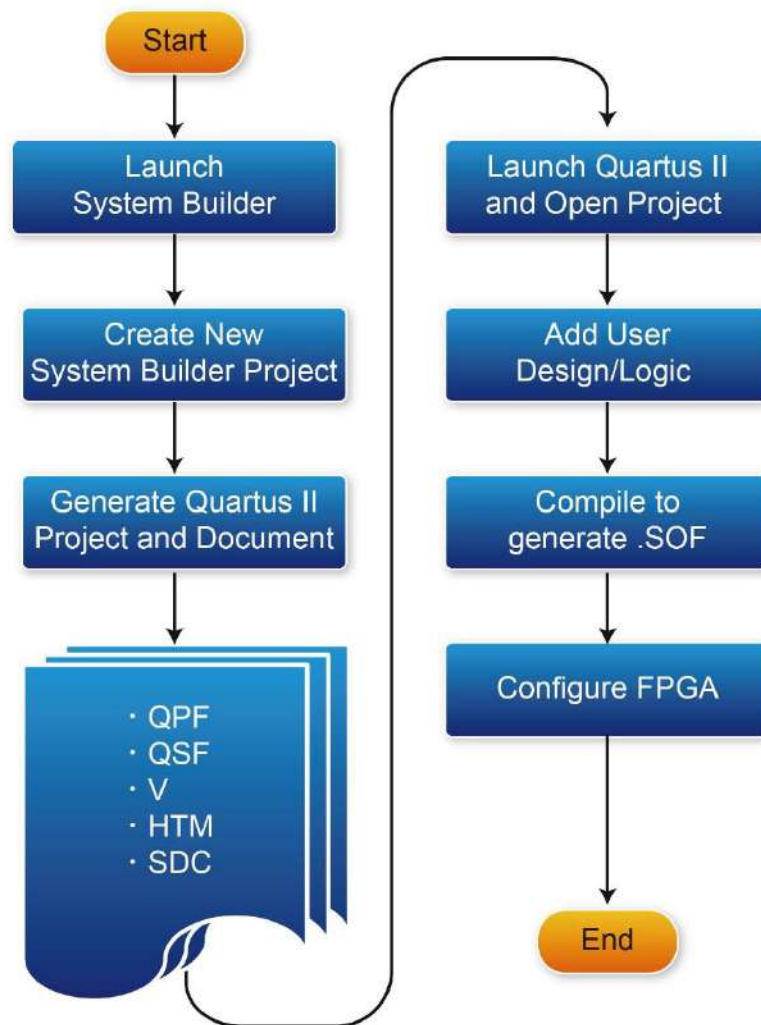 Start
Launch
System Builder
Create New
System Builder Project
Generate Quartus II
Project and Document
· QPF
· QSF
· V
· HTM
· SDC
Launch Quartus II
and Open Project
Add User
Design/Logic
Compile to
generate .SOF
Configure FPGA
End